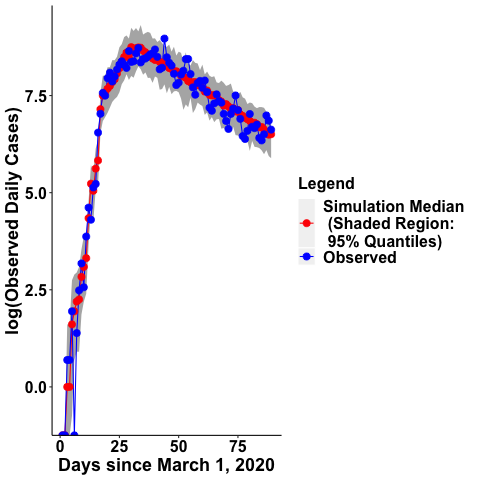 log(Observed Daily Cases)
7.5
5.0
2.5
0.0
0
25
50
75
Days since March 1, 2020
Legend
Simulation Median
(Shaded Region:
95% Quantiles)
Observed